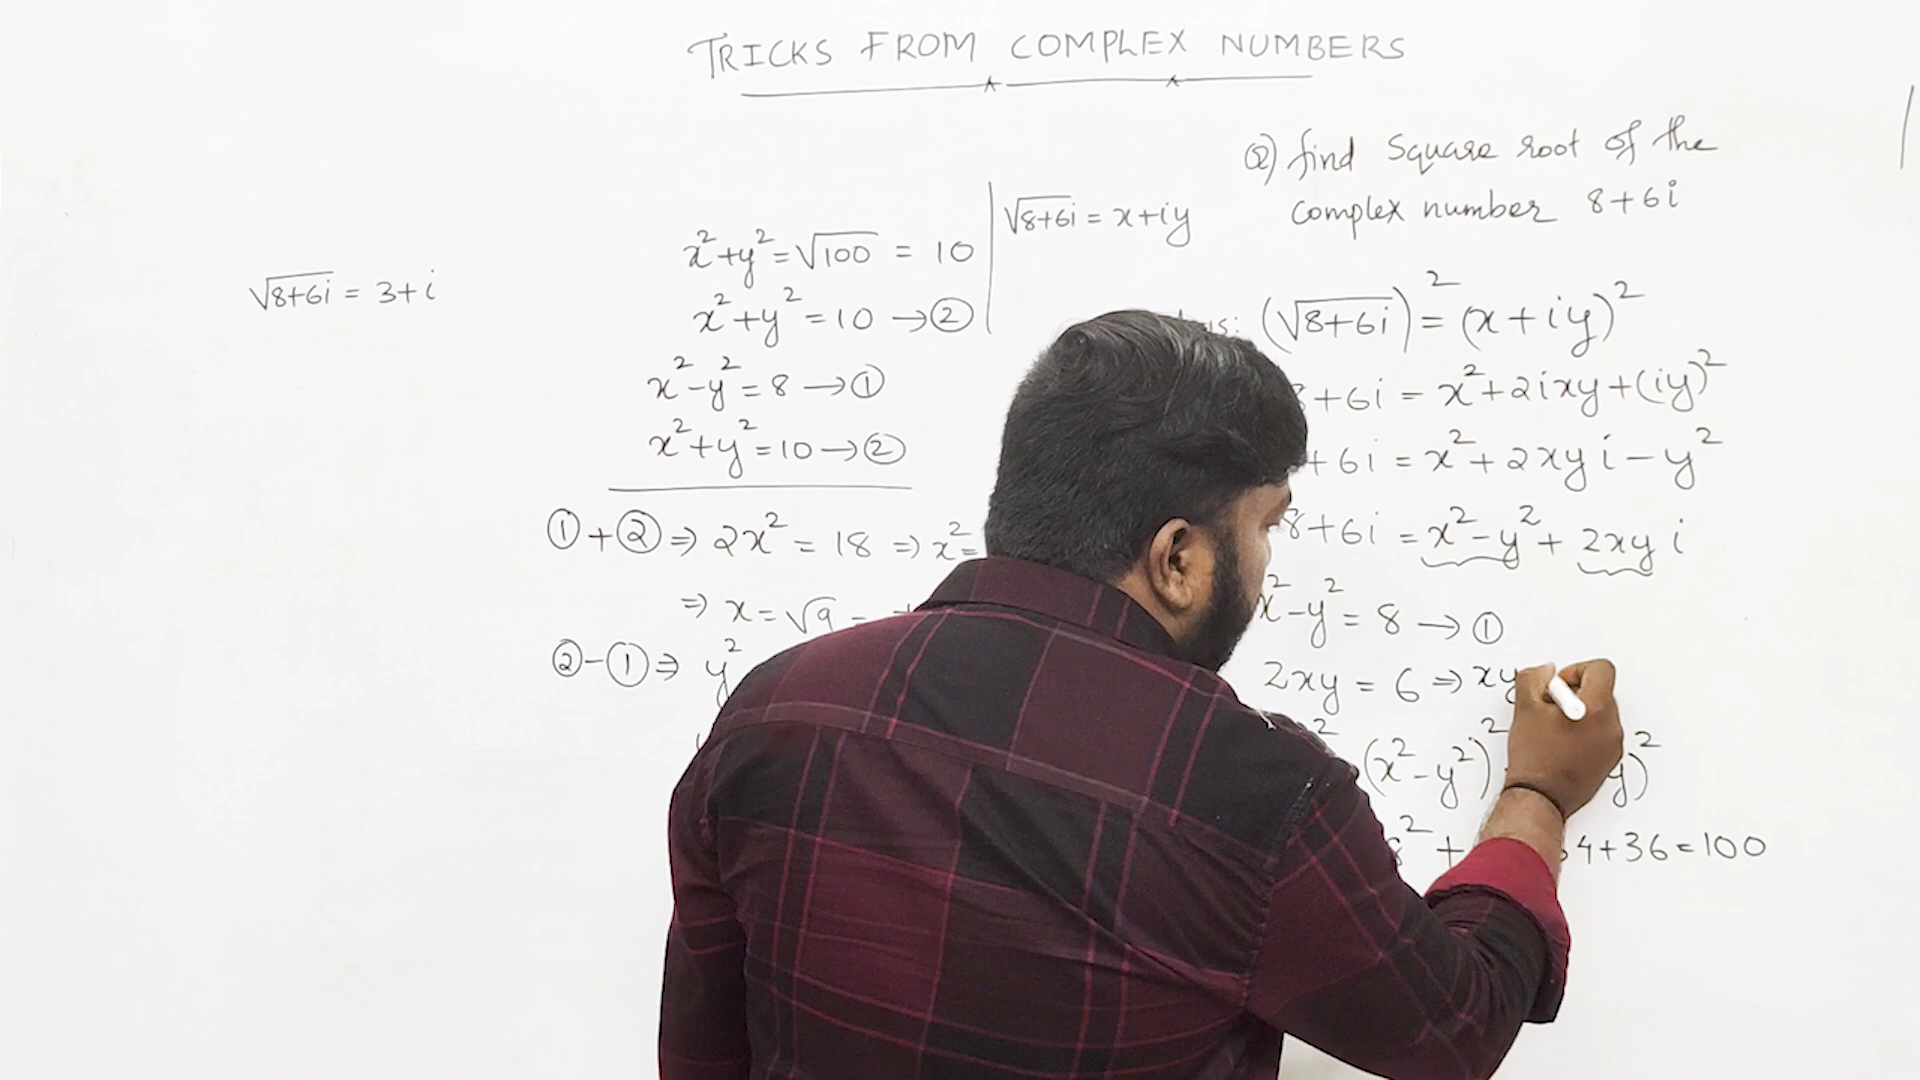 TRICKS FROM COMPLEX NUMBERS
Q) find square root of the
complex number 8+6i
(√8+6i)² = (x+iy)²
+6i = x²+2ixy+(iy)²
+6i = x²+2xyi-y²
8+6i = x²-y²+2xyi
x²-y² = 8 → ①
2xy = 6 ⇒ xy
(x²-y²)² y)²
8² + 4+36=100
√8+6i = x+iy
x²+y²=√100 = 10
x²+y²=10 → ②
x²-y²=8 → ①
x²+y²=10 → ②
①+② ⇒ 2x² = 18 ⇒ x²=
⇒ x=√9 =
②-① ⇒ y²
√8+6i = 3+i